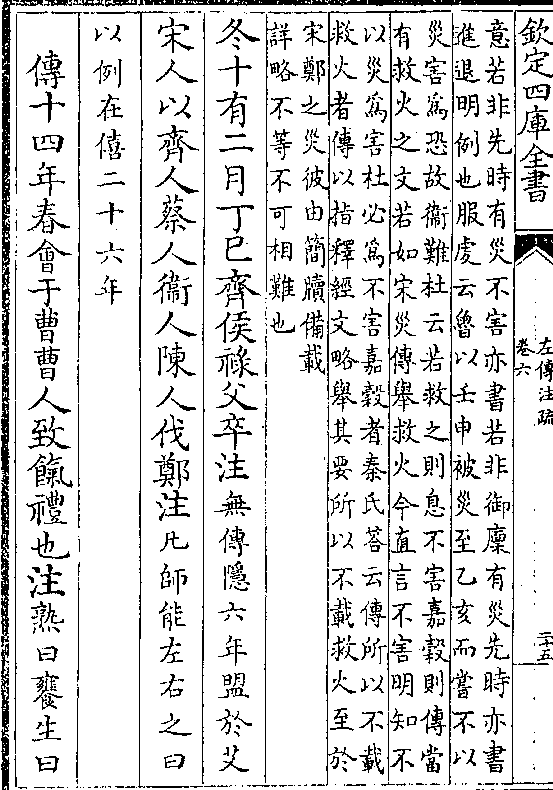 欽定四庫全書
左傳注疏
卷六
二十五
意若非先時有災不害亦書若非御廩有災先時亦書
進退明例也服虔云魯以壬申被災至乙亥而嘗不以
災害為恐故衞難杜云若救之則息不害嘉穀則傳當
有救火之文若如宋災傳舉救火今直言不害明知不
以災為害杜必為不害嘉穀者秦氏荅云傳所以不載
救火者傳以指釋經文略舉其要所以不載救火至於
宋鄭之災彼由簡牘備載
詳略不等不可相難也
冬十有二月丁巳齊侯祿父卒注無傳隱六年盟於艾
宋人以齊人蔡人衞人陳人伐鄭注凡師能左右之曰
以例在僖二十六年
傳十四年春會于曹曹人致餼禮也注熟曰饔生曰